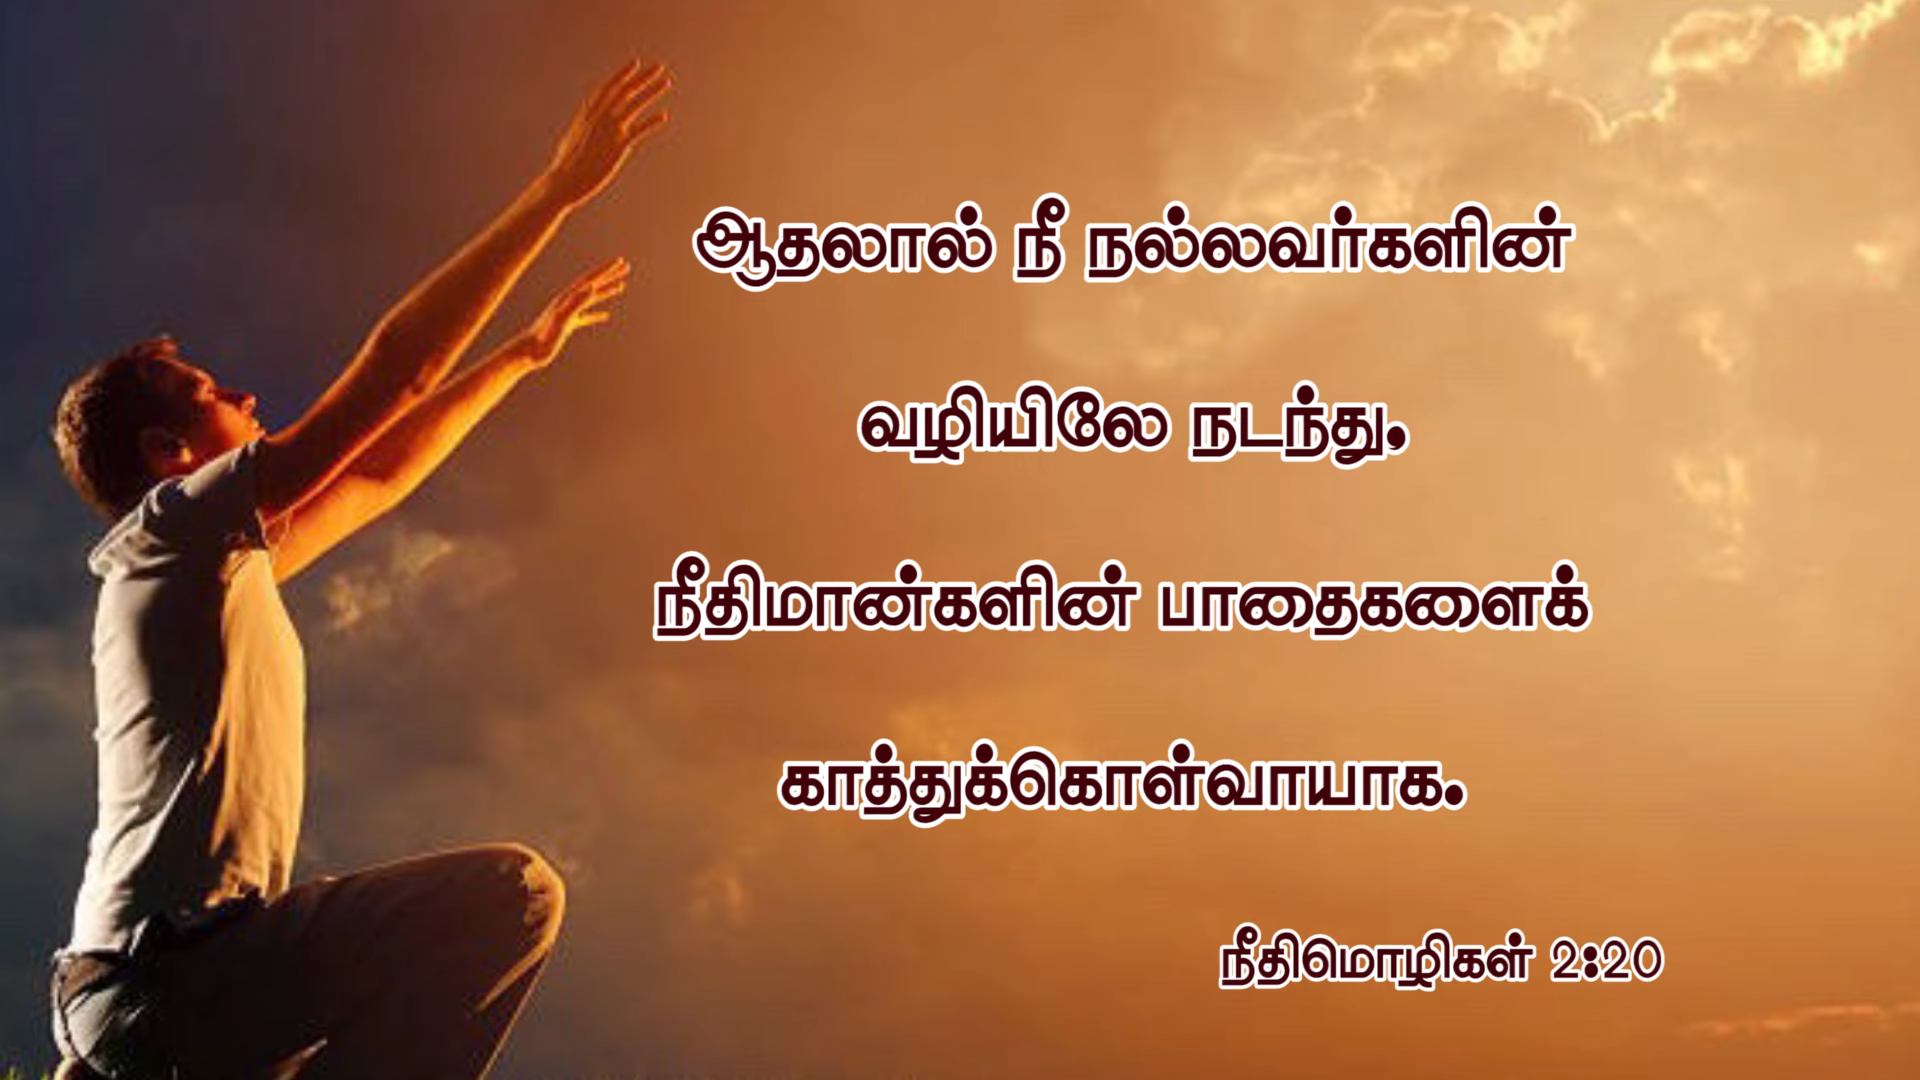 ஆதலால் நீ நல்லவர்களின்
வழியிலே நடந்து,
நீதிமான்களின் பாதைகளைக்
காத்துக்கொள்வாயாக.
நீதிமொழிகள் 2:20